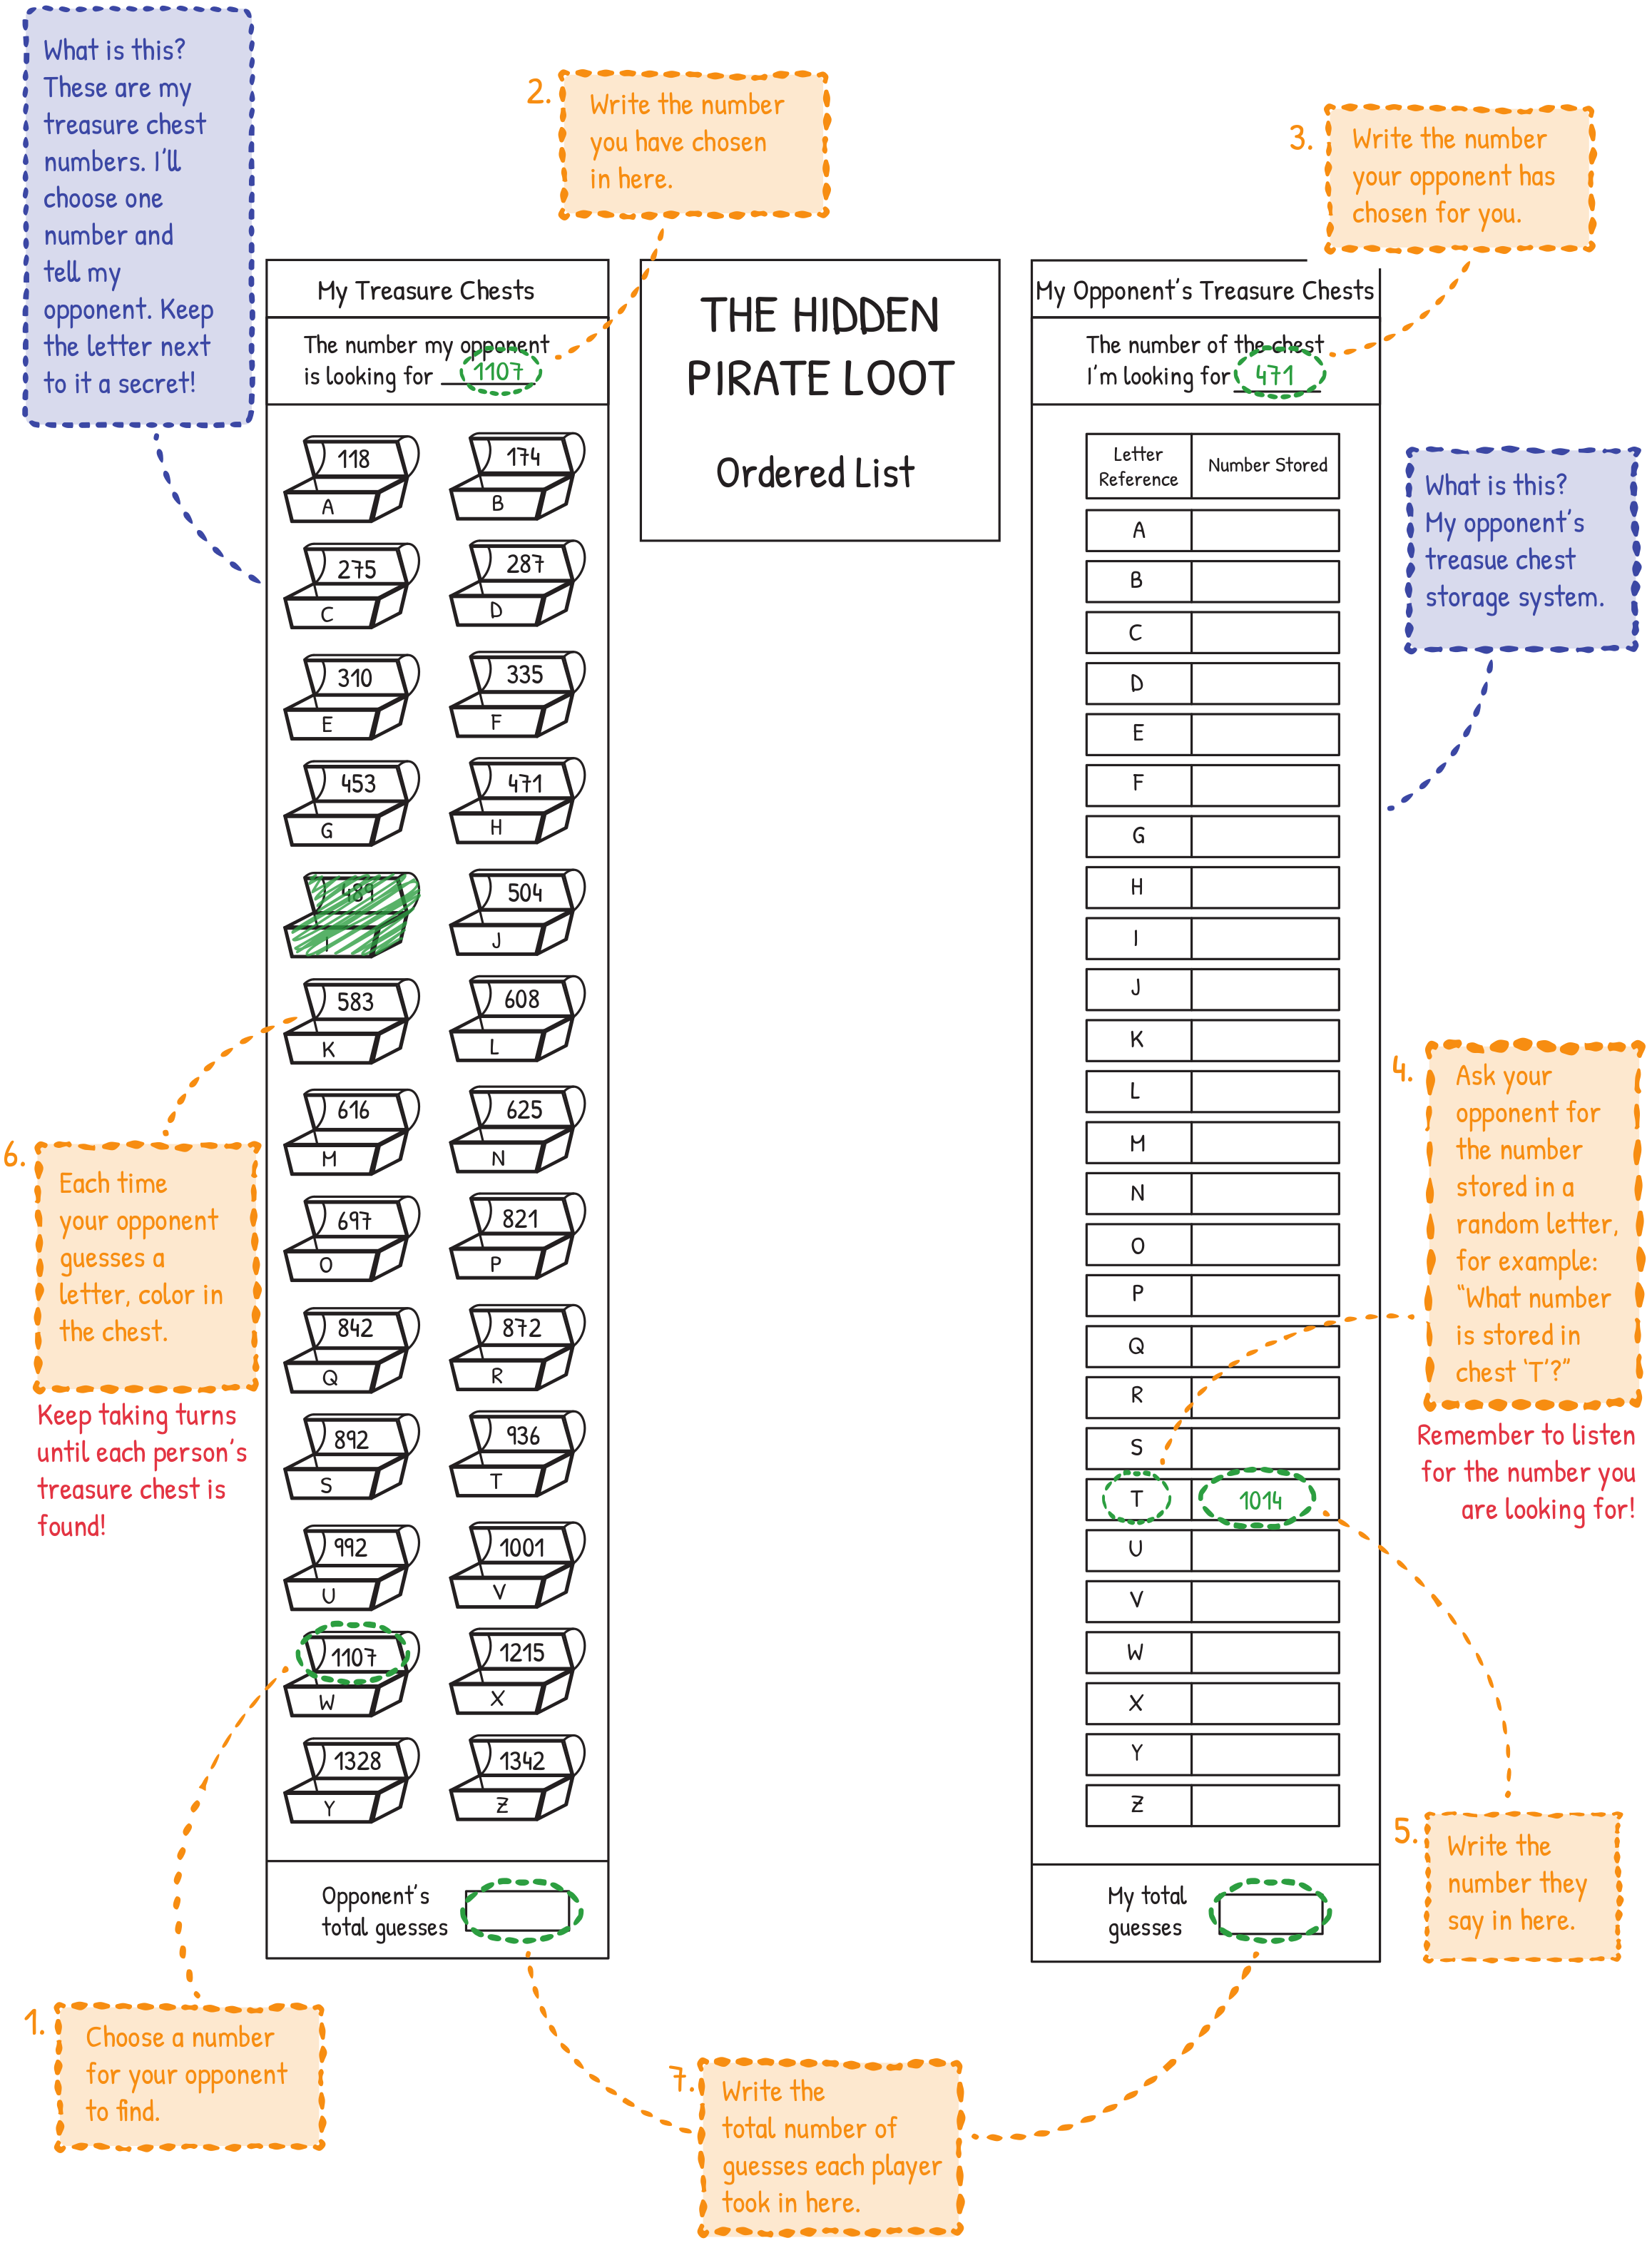 What is this?
These are my
treasure chest
numbers. I'll
choose one
number and
tell my
opponent. Keep
the letter next
to it a secret!
2.
Write the number
you have chosen
in here.
3.
Write the number
your opponent has
chosen for you.
My Treasure Chests
The number my opponent
is looking for 1107
118
A
174
B
275
C
287
D
310
E
335
F
453
G
471
H
489
I
504
J
583
K
608
L
616
M
625
N
697
O
821
P
842
Q
872
R
892
S
936
T
992
U
1001
V
1107
W
1215
X
1328
Y
1342
Z
Opponent's
total guesses
THE HIDDEN
PIRATE LOOT
Ordered List
My Opponent's Treasure Chests
The number of the chest
I'm looking for 471
Letter
Reference
Number Stored
A
B
C
D
E
F
G
H
I
J
K
L
M
N
O
P
Q
R
S
T 1014
U
V
W
X
Y
Z
My total
guesses
What is this?
My opponent's
treasue chest
storage system.
4.
Ask your
opponent for
the number
stored in a
random letter,
for example:
"What number
is stored in
chest 'T'?"
Remember to listen
for the number you
are looking for!
6.
Each time
your opponent
guesses a
letter, color in
the chest.
Keep taking turns
until each person's
treasure chest is
found!
5.
Write the
number they
say in here.
1.
Choose a number
for your opponent
to find.
7.
Write the
total number of
guesses each player
took in here.